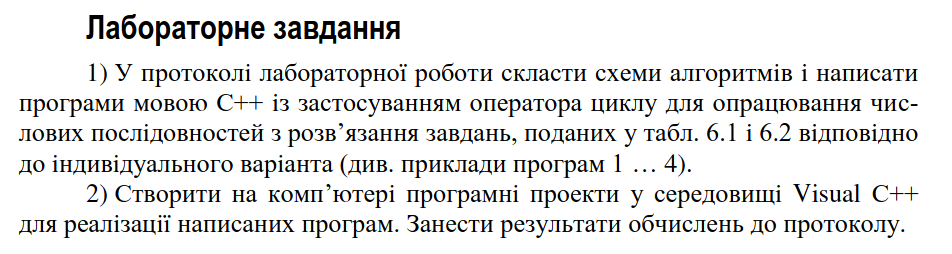 Лабораторне завдання
1) У протоколі лабораторної роботи скласти схеми алгоритмів і написати
програми мовою С++ із застосуванням оператора циклу для опрацювання чис-
лових послідовностей з розв’язання завдань, поданих у табл. 6.1 і 6.2 відповідно
до індивідуального варіанта (див. приклади програм 1 … 4).
2) Створити на комп’ютері програмні проекти у середовищі Visual C++
для реалізації написаних програм. Занести результати обчислень до протоколу.